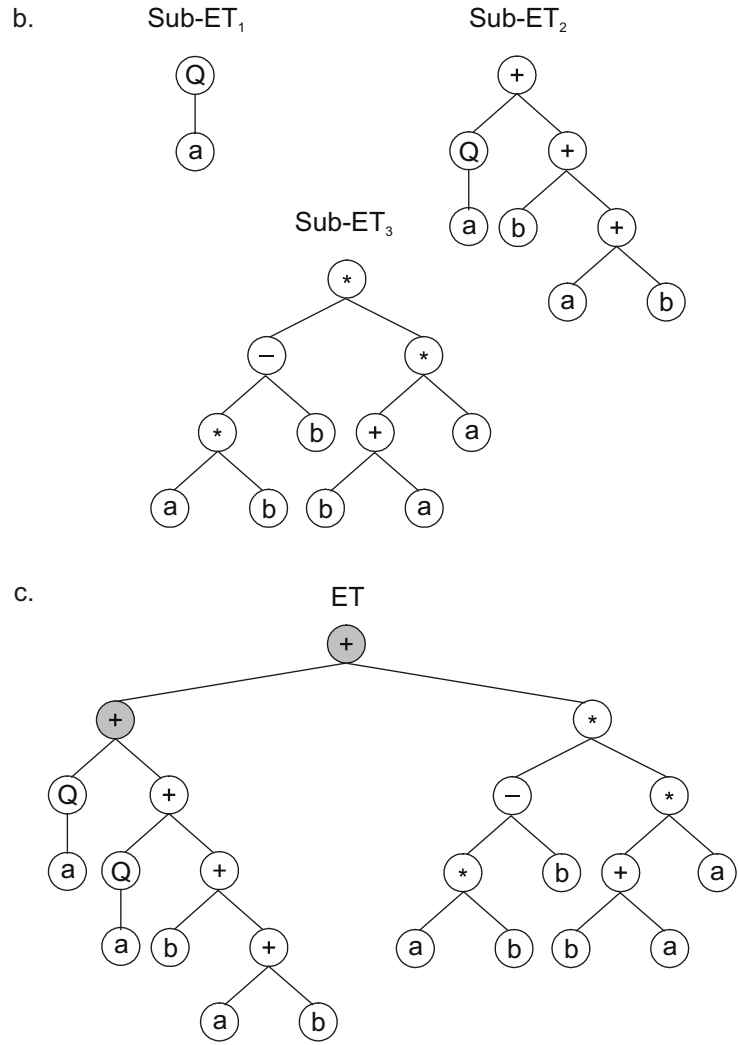 b. Sub-ET₁ Sub-ET₂
Q +
a Q +
a b +
Sub-ET₃
a b
*
− *
* b + a
a b b a
c. ET
+
+ *
Q + − *
a Q + * b + a
a b + a b b a
a b